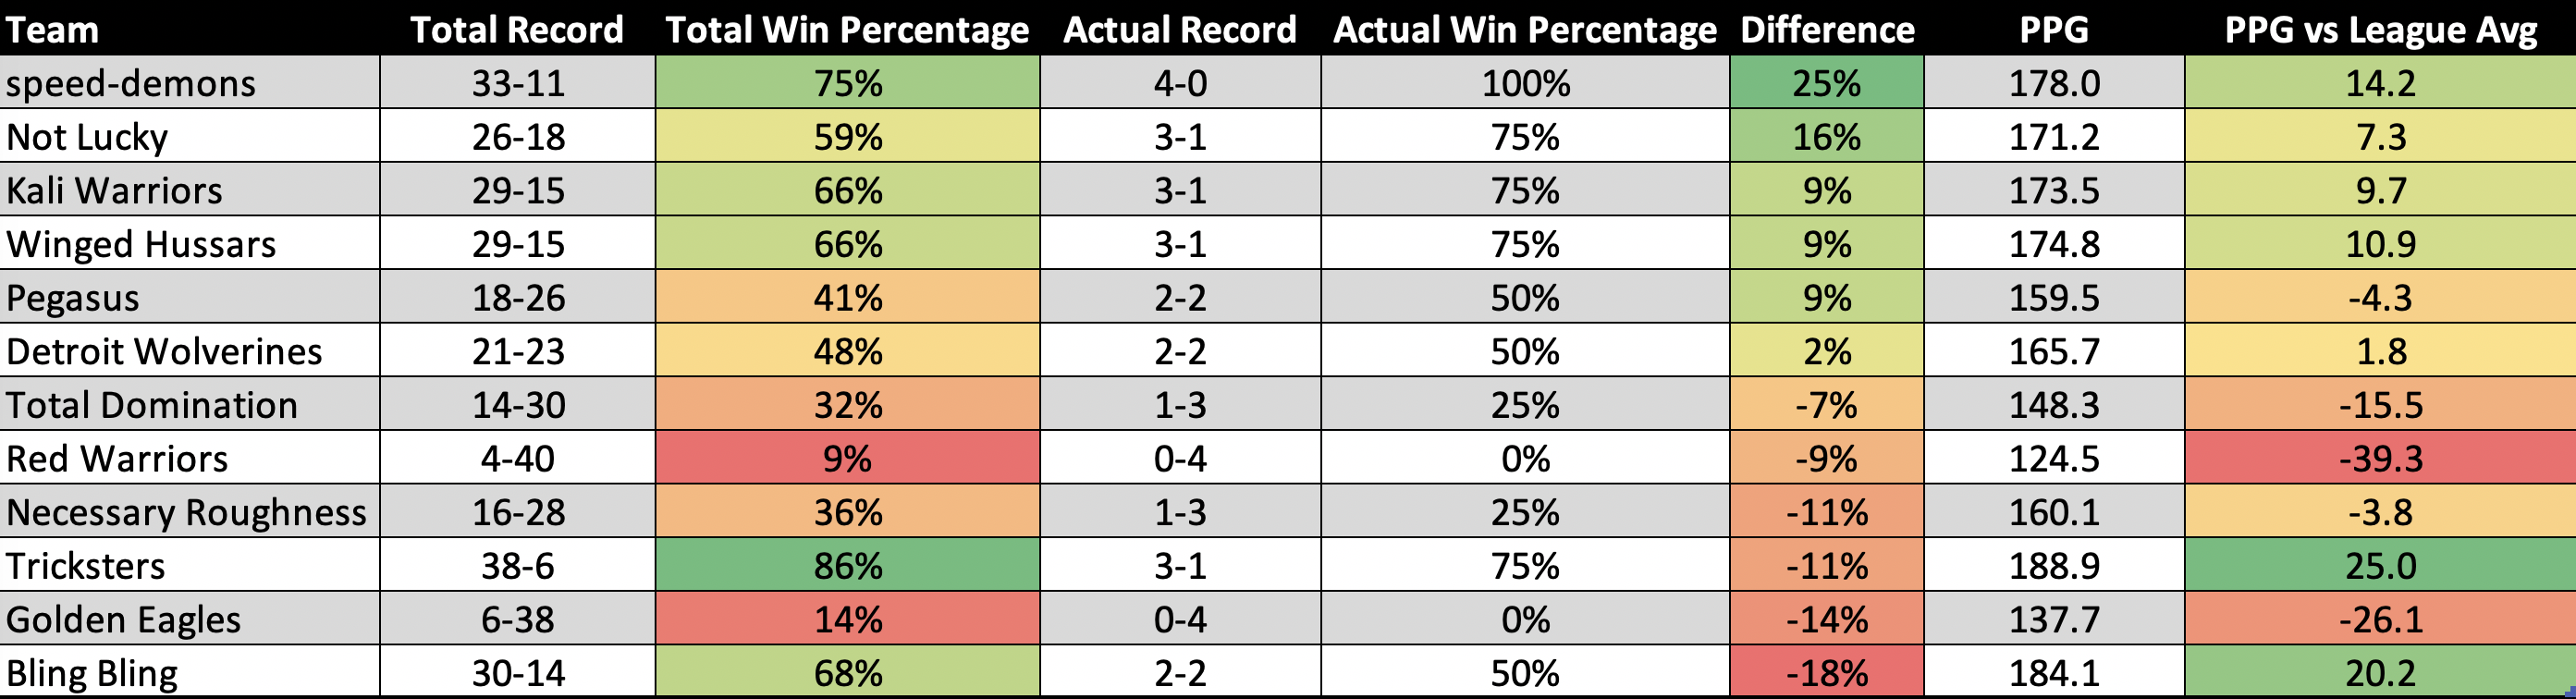 Team Total Record Total Win Percentage Actual Record Actual Win Percentage Difference PPG PPG vs League Avg
speed-demons 33-11 75% 4-0 100% 25% 178.0 14.2
Not Lucky 26-18 59% 3-1 75% 16% 171.2 7.3
Kali Warriors 29-15 66% 3-1 75% 9% 173.5 9.7
Winged Hussars 29-15 66% 3-1 75% 9% 174.8 10.9
Pegasus 18-26 41% 2-2 50% 9% 159.5 -4.3
Detroit Wolverines 21-23 48% 2-2 50% 2% 165.7 1.8
Total Domination 14-30 32% 1-3 25% -7% 148.3 -15.5
Red Warriors 4-40 9% 0-4 0% -9% 124.5 -39.3
Necessary Roughness 16-28 36% 1-3 25% -11% 160.1 -3.8
Tricksters 38-6 86% 3-1 75% -11% 188.9 25.0
Golden Eagles 6-38 14% 0-4 0% -14% 137.7 -26.1
Bling Bling 30-14 68% 2-2 50% -18% 184.1 20.2